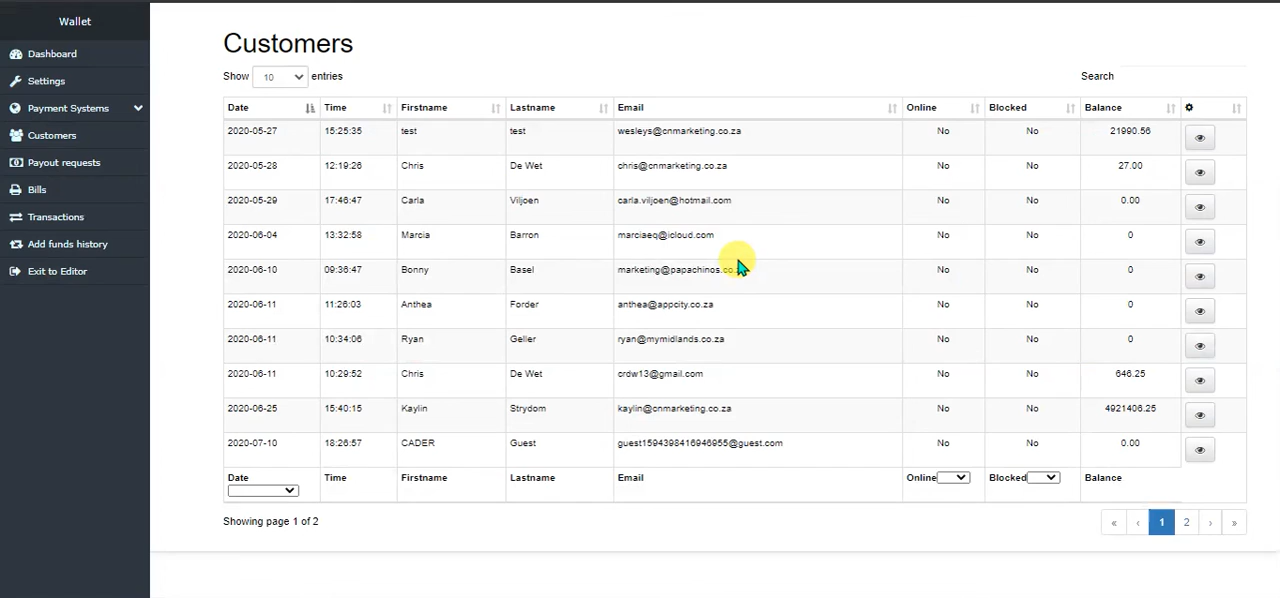 Wallet
Dashboard
Settings
Payment Systems
Customers
Payout requests
Bills
Transactions
Add funds history
Exit to Editor
Customers
Show 10 entries Search
Date Time Firstname Lastname Email Online Blocked Balance
2020-05-27 15:25:35 test test wesleys@cnmarketing.co.za No No 21990.56
2020-05-28 12:19:26 Chris De Wet chris@cnmarketing.co.za No No 27.00
2020-05-29 17:46:47 Carla Viljoen carla.viljoen@hotmail.com No No 0.00
2020-06-04 13:32:58 Marcia Barron marciaeq@icloud.com No No 0
2020-06-10 09:36:47 Bonny Basel marketing@papachinos.co. No No 0
2020-06-11 11:26:03 Anthea Forder anthea@appcity.co.za No No 0
2020-06-11 10:34:06 Ryan Geller ryan@mymidlands.co.za No No 0
2020-06-11 10:29:52 Chris De Wet crdw13@gmail.com No No 646.25
2020-06-25 15:40:15 Kaylin Strydom kaylin@cnmarketing.co.za No No 4921406.25
2020-07-10 18:26:57 CADER Guest guest1594398416946955@guest.com No No 0.00
Date Time Firstname Lastname Email Online Blocked Balance
Showing page 1 of 2 « ‹ 1 2 › »